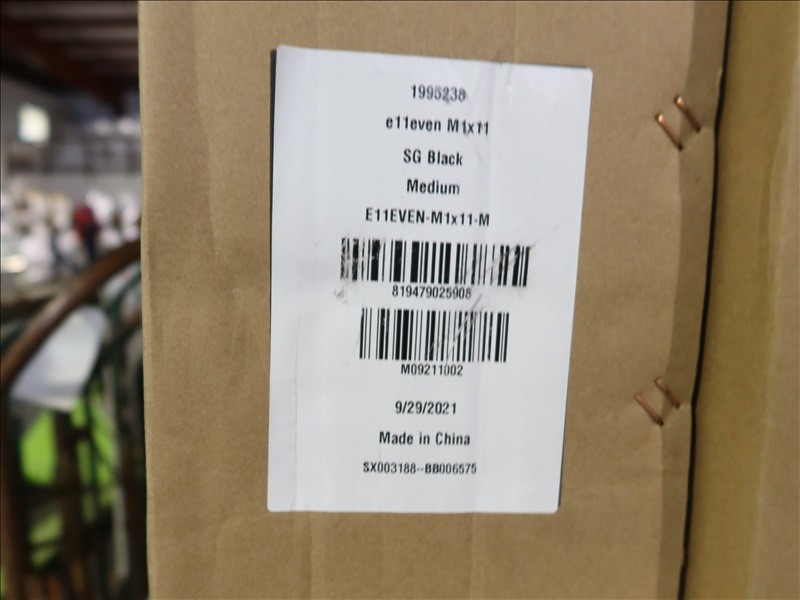 1995238
e11even M1x11
SG Black
Medium
E11EVEN-M1x11-M
819479025908
M09211002
9/29/2021
Made in China
SX003188--BB006575